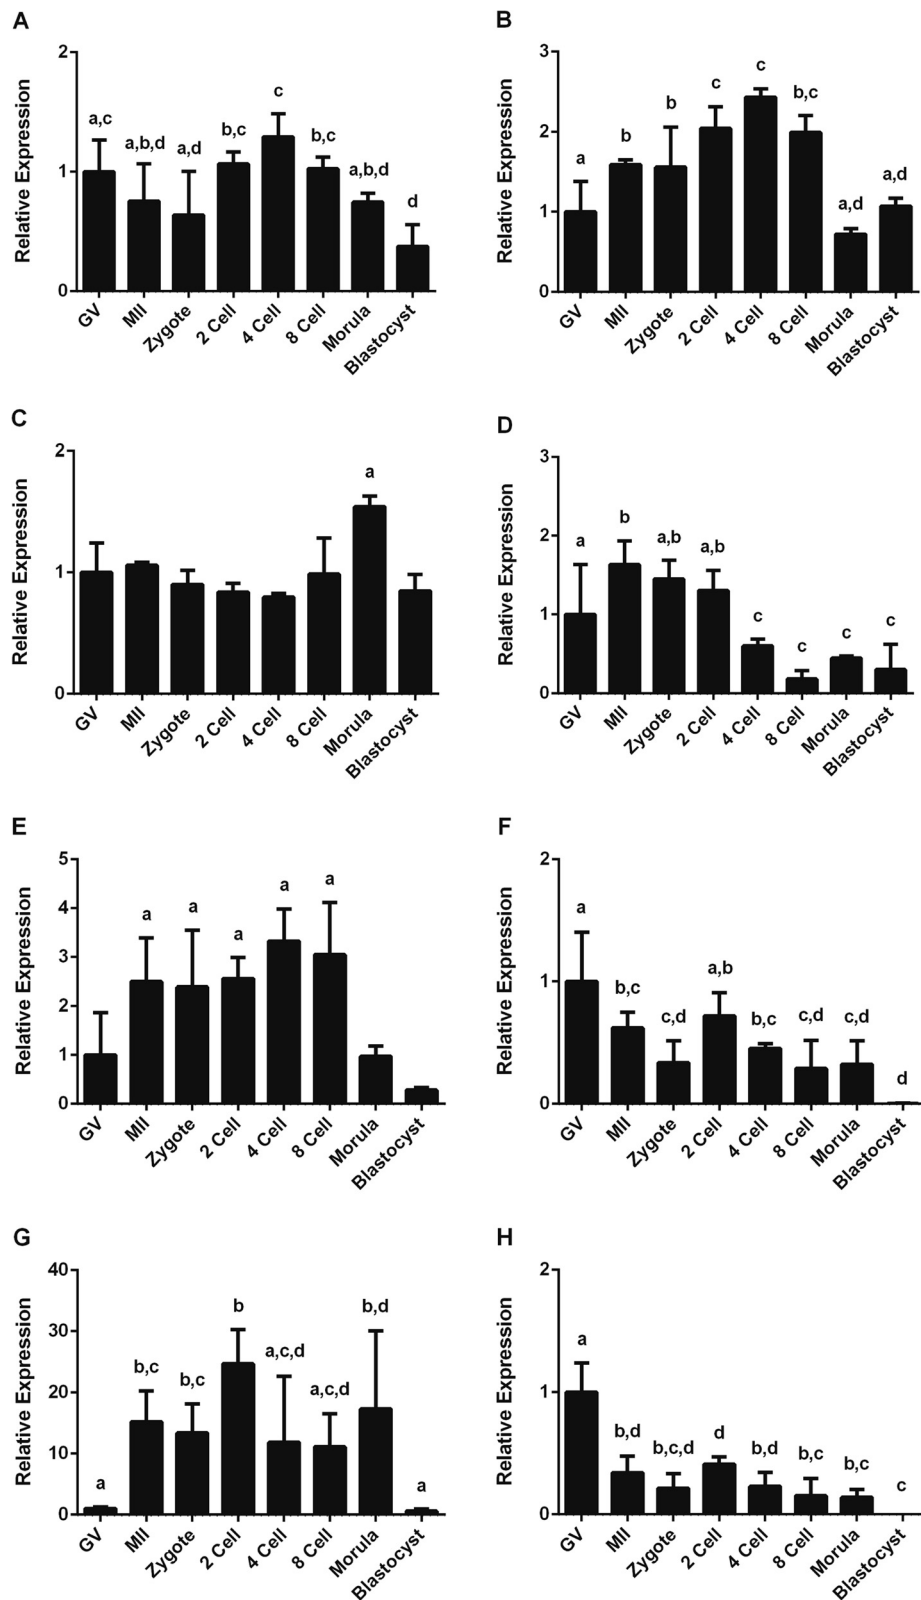 A
Relative Expression
2
1
0
a,c
a,b,d
a,d
b,c
c
b,c
a,b,d
d
GV
MII
Zygote
2 Cell
4 Cell
8 Cell
Morula
Blastocyst
B
Relative Expression
3
2
1
0
a
b
b
c
c
b,c
a,d
a,d
GV
MII
Zygote
2 Cell
4 Cell
8 Cell
Morula
Blastocyst
C
Relative Expression
2
1
0
a
GV
MII
Zygote
2 Cell
4 Cell
8 Cell
Morula
Blastocyst
D
Relative Expression
3
2
1
0
a
b
a,b
a,b
c
c
c
c
GV
MII
Zygote
2 Cell
4 Cell
8 Cell
Morula
Blastocyst
E
Relative Expression
5
4
3
2
1
0
a
a
a
a
a
GV
MII
Zygote
2 Cell
4 Cell
8 Cell
Morula
Blastocyst
F
Relative Expression
2
1
0
a
b,c
c,d
a,b
b,c
c,d
c,d
d
GV
MII
Zygote
2 Cell
4 Cell
8 Cell
Morula
Blastocyst
G
Relative Expression
40
30
20
10
0
a
b,c
b,c
b
a,c,d
a,c,d
b,d
a
GV
MII
Zygote
2 Cell
4 Cell
8 Cell
Morula
Blastocyst
H
Relative Expression
2
1
0
a
b,d
b,c,d
d
b,d
b,c
b,c
c
GV
MII
Zygote
2 Cell
4 Cell
8 Cell
Morula
Blastocyst